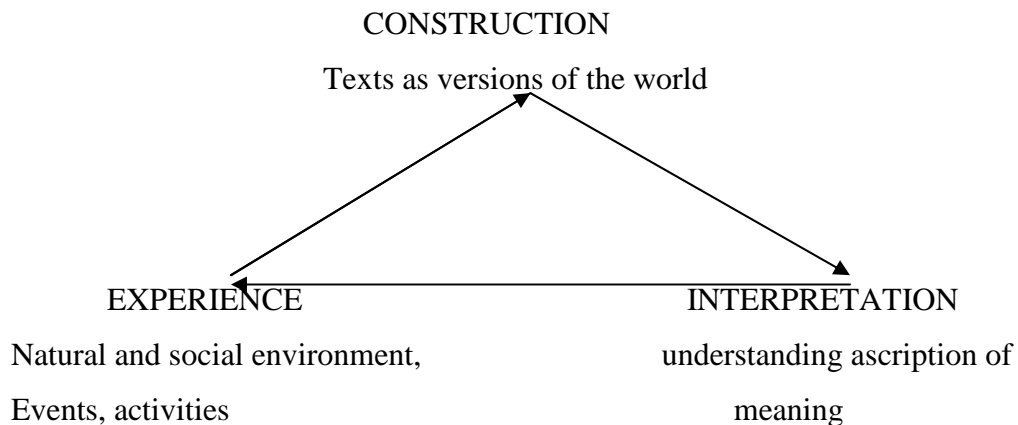 CONSTRUCTION
Texts as versions of the world
EXPERIENCE
Natural and social environment,
Events, activities
INTERPRETATION
understanding ascription of
meaning